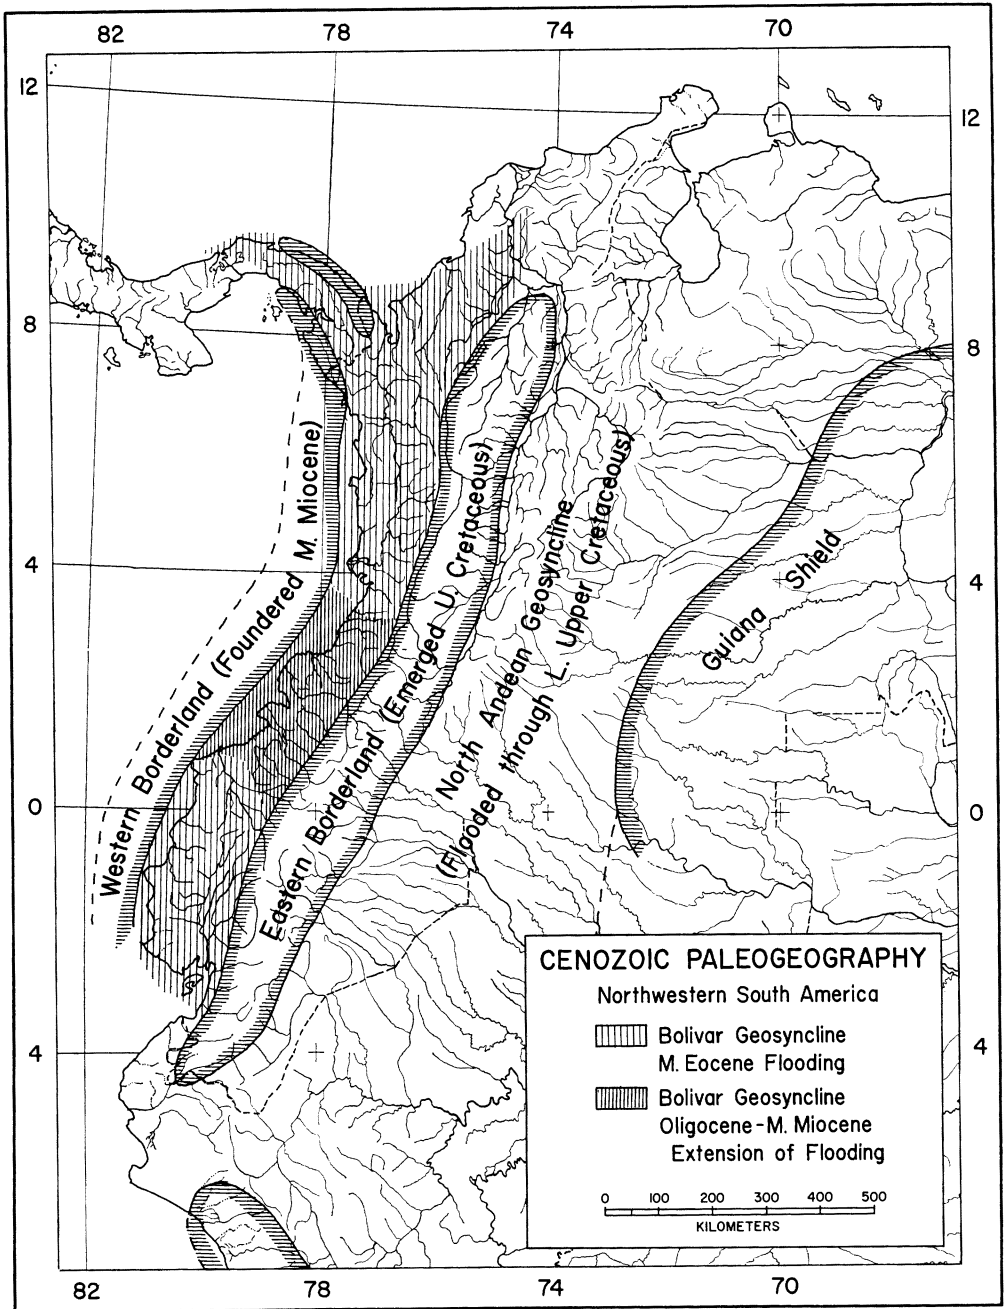 82 78 74 70
12 12
8 8
4 4
0 0
4 4
82 78 74 70
Western Borderland (Foundered M. Miocene)
Eastern Borderland (Emerged U. Cretaceous)
North Andean Geosyncline
(Flooded through L. Upper Cretaceous)
Guiana Shield
CENOZOIC PALEOGEOGRAPHY
Northwestern South America
Bolivar Geosyncline
M. Eocene Flooding
Bolivar Geosyncline
Oligocene-M. Miocene
Extension of Flooding
0 100 200 300 400 500
KILOMETERS